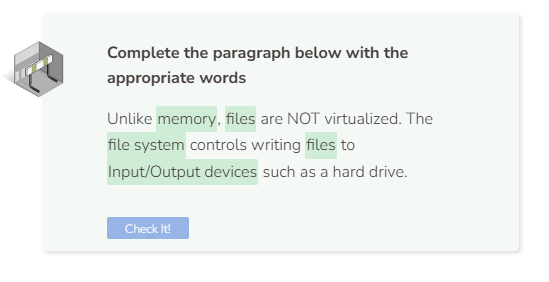 Complete the paragraph below with the
appropriate words
Unlike memory, files are NOT virtualized. The
file system controls writing files to
Input/Output devices such as a hard drive.
Check It!